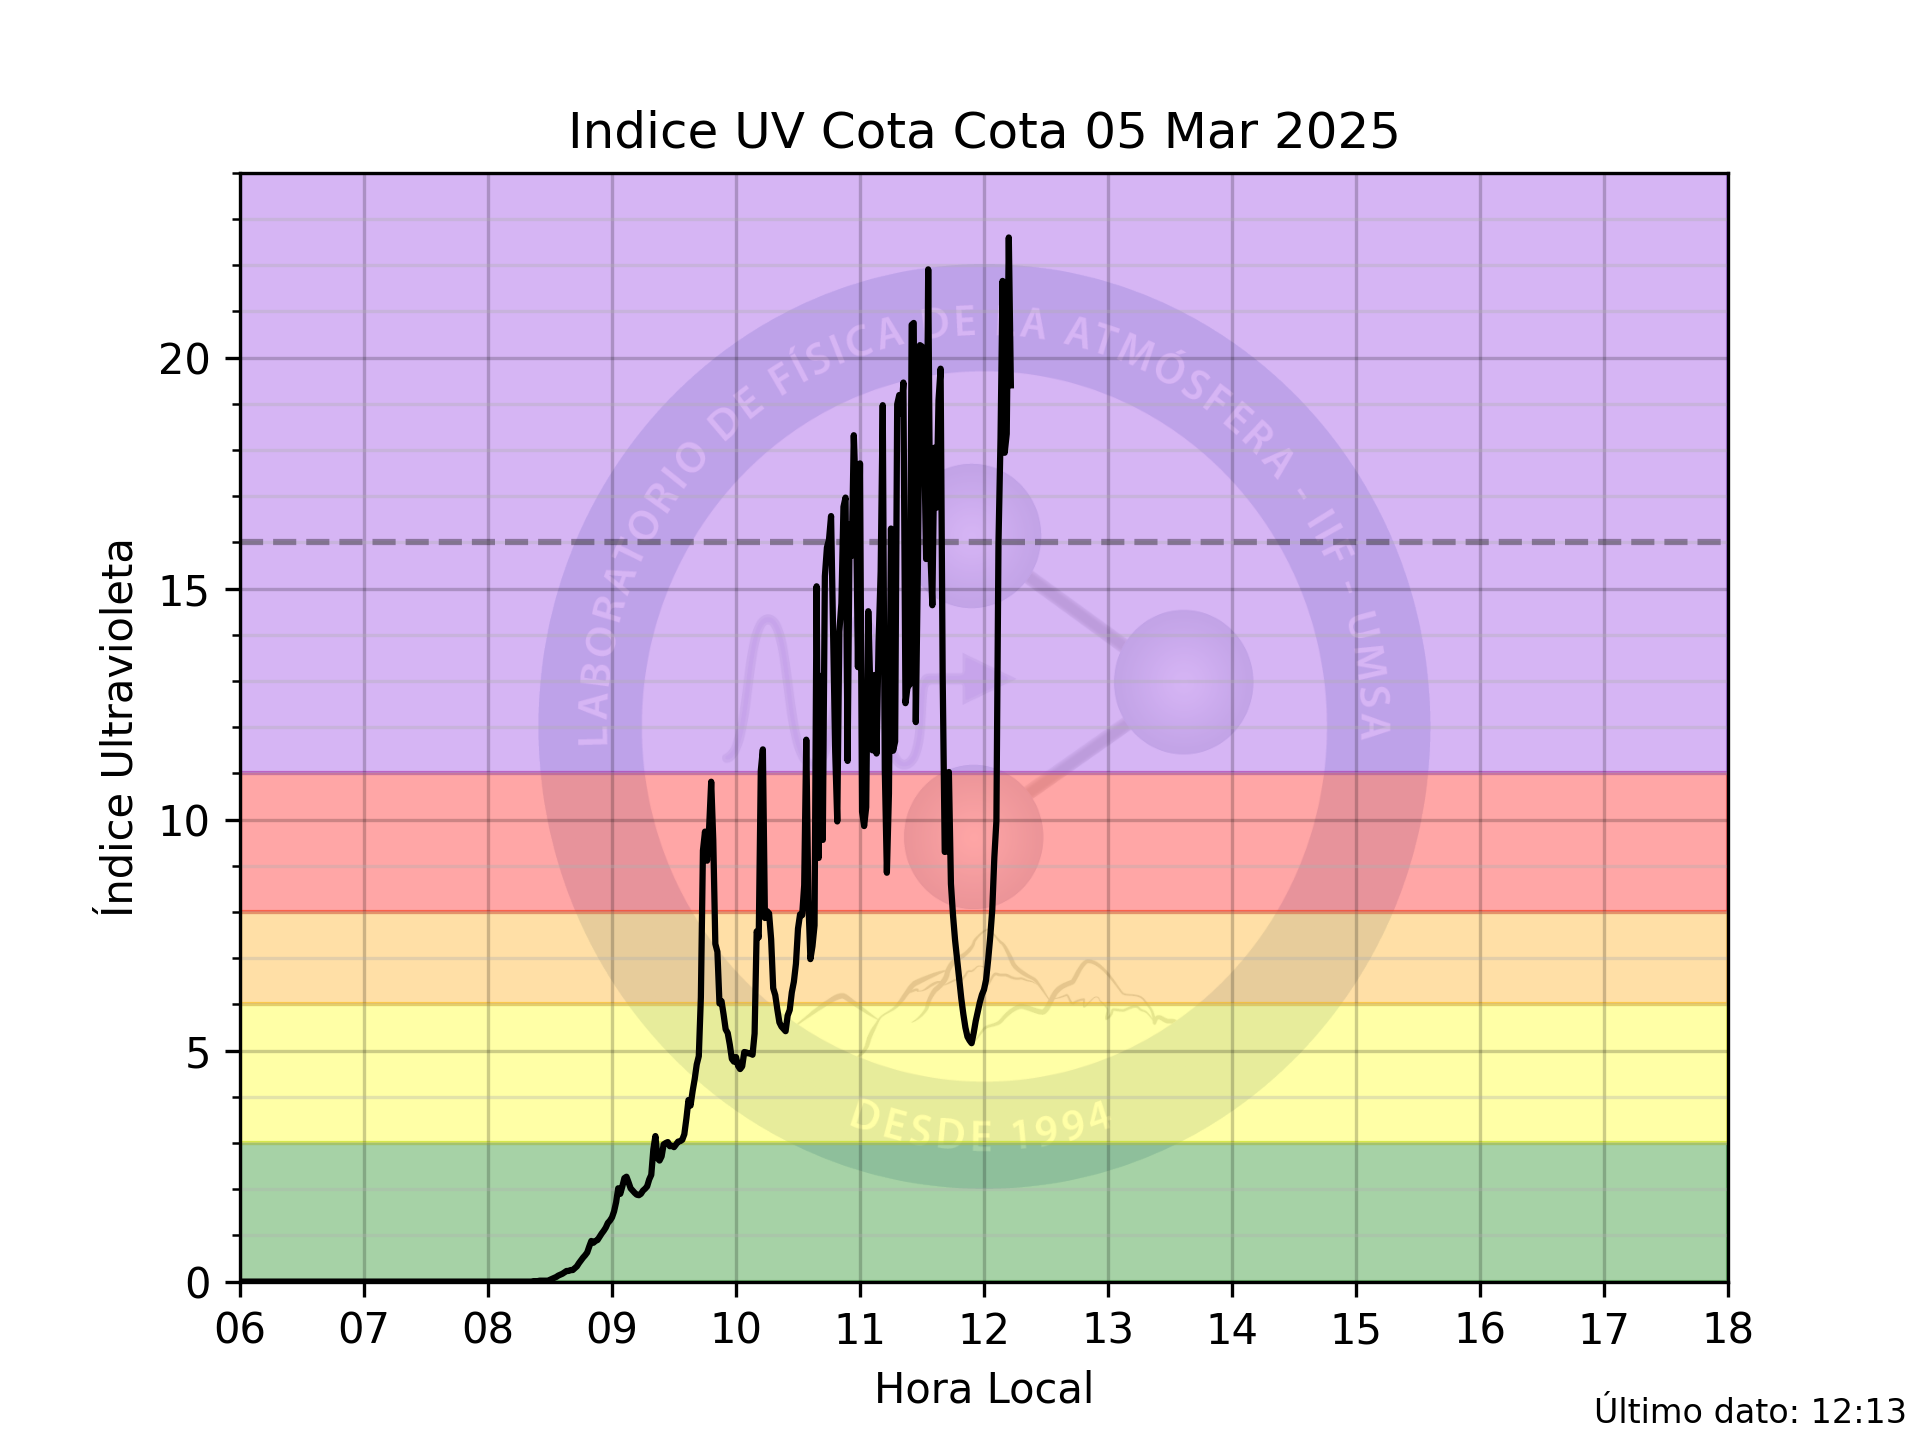 Indice UV Cota Cota 05 Mar 2025
Índice Ultravioleta
20
15
10
5
0
LABORATORIO DE FÍSICA DE LA ATMÓSFERA - IIF - UMSA
DESDE 1994
06 07 08 09 10 11 12 13 14 15 16 17 18
Hora Local
Último dato: 12:13